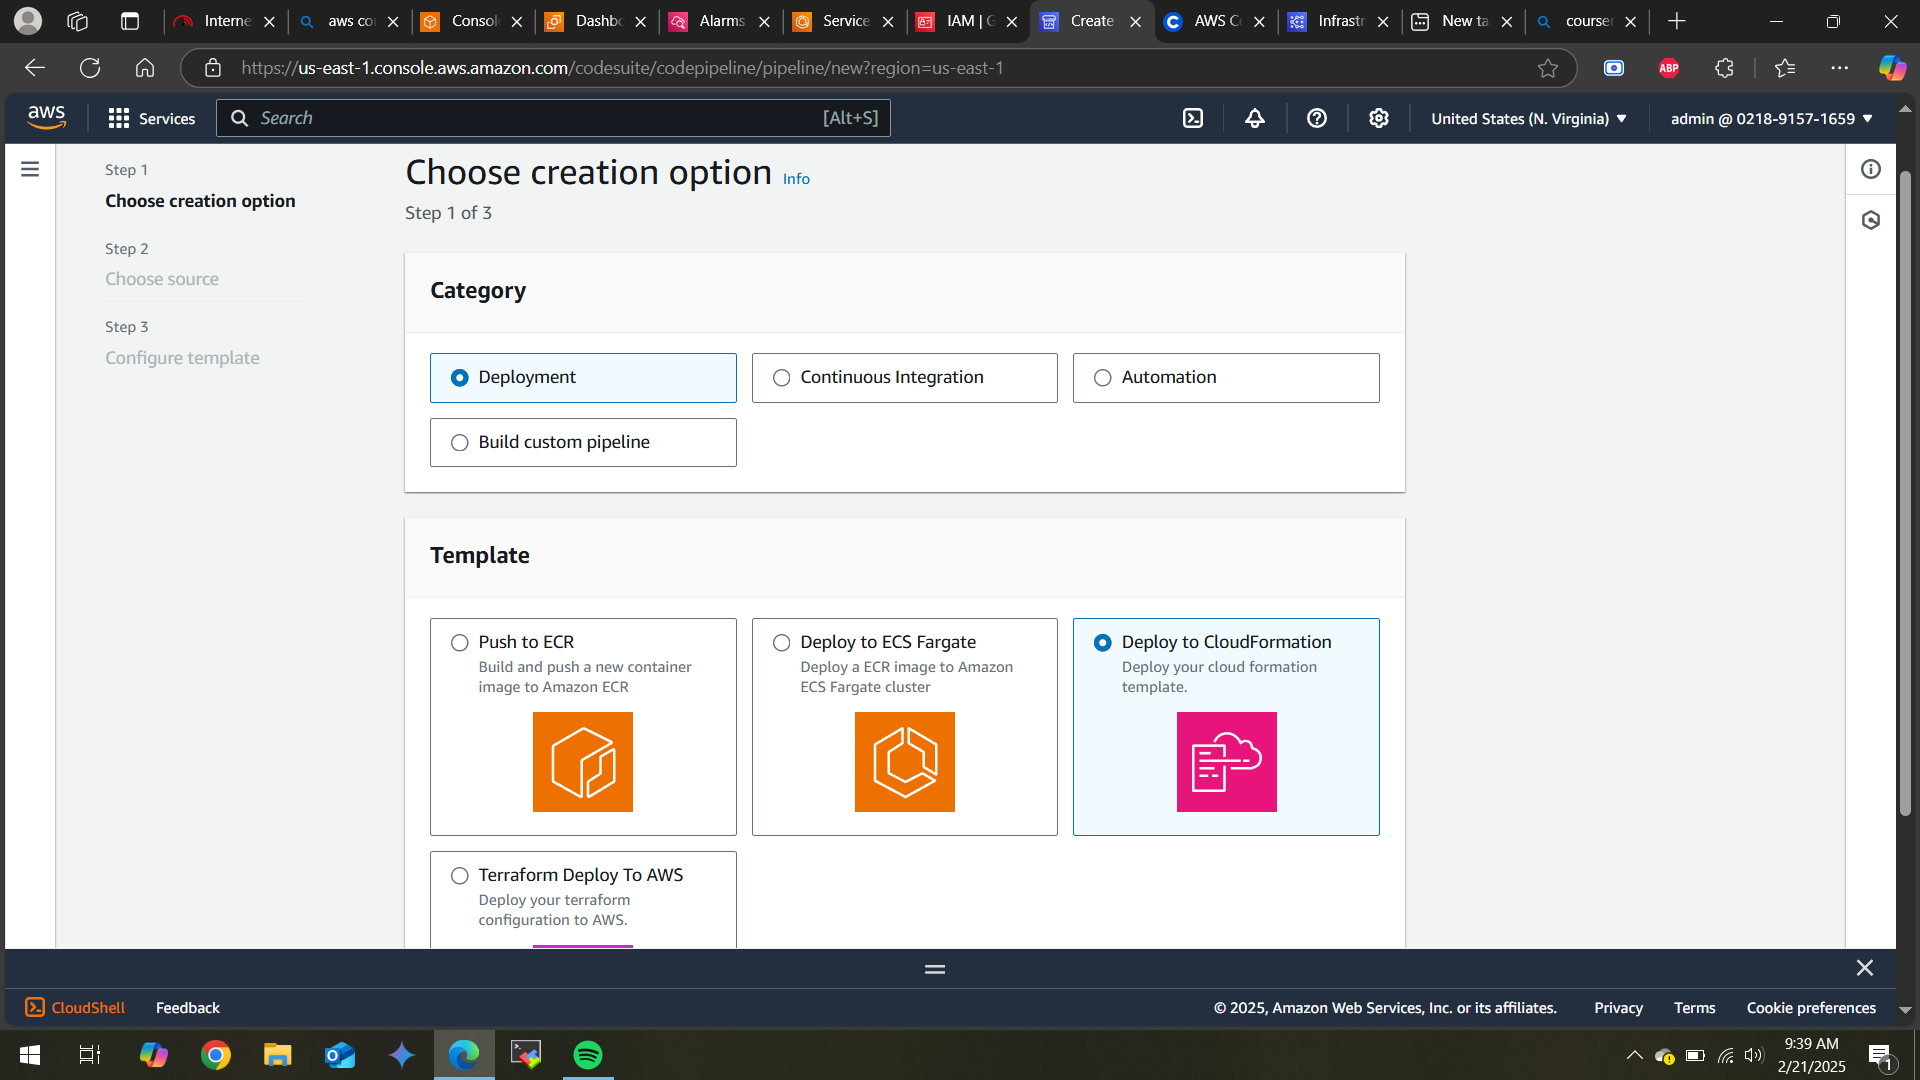 Interne
aws co
Consol
Dashbo
Alarms
Service
IAM | G
Create
AWS Co
Infrastr
New ta
courser
https://us-east-1.console.aws.amazon.com/codesuite/codepipeline/pipeline/new?region=us-east-1
ABP
aws
Services
Search
[Alt+S]
United States (N. Virginia)
admin @ 0218-9157-1659
Step 1
Choose creation option
Step 2
Choose source
Step 3
Configure template
Choose creation option Info
Step 1 of 3
Category
Deployment
Continuous Integration
Automation
Build custom pipeline
Template
Push to ECR
Build and push a new container
image to Amazon ECR
Deploy to ECS Fargate
Deploy a ECR image to Amazon
ECS Fargate cluster
Deploy to CloudFormation
Deploy your cloud formation
template.
Terraform Deploy To AWS
Deploy your terraform
configuration to AWS.
CloudShell
Feedback
© 2025, Amazon Web Services, Inc. or its affiliates.
Privacy
Terms
Cookie preferences
9:39 AM
2/21/2025
1